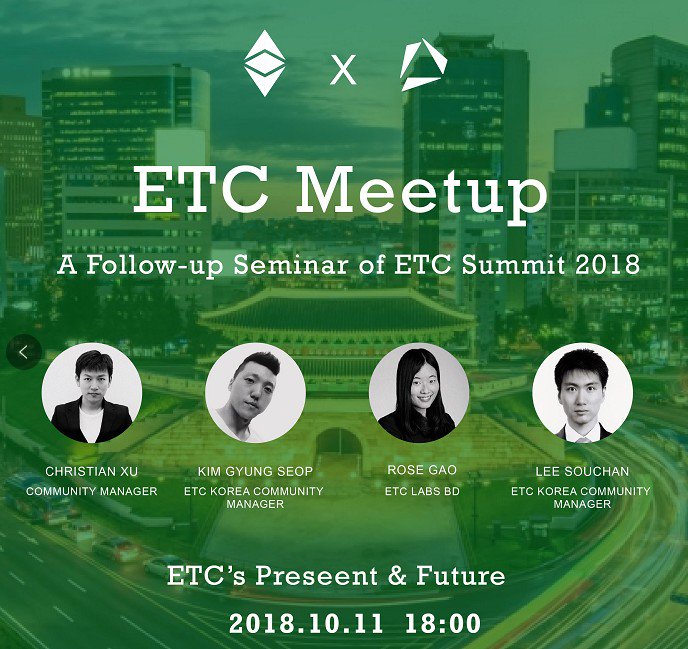 X
ETC Meetup
A Follow-up Seminar of ETC Summit 2018
CHRISTIAN XU
COMMUNITY MANAGER
KIM GYUNG SEOP
ETC KOREA COMMUNITY
MANAGER
ROSE GAO
ETC LABS BD
LEE SOUCHAN
ETC KOREA COMMUNITY
MANAGER
ETC's Preseent & Future
2018.10.11 18:00